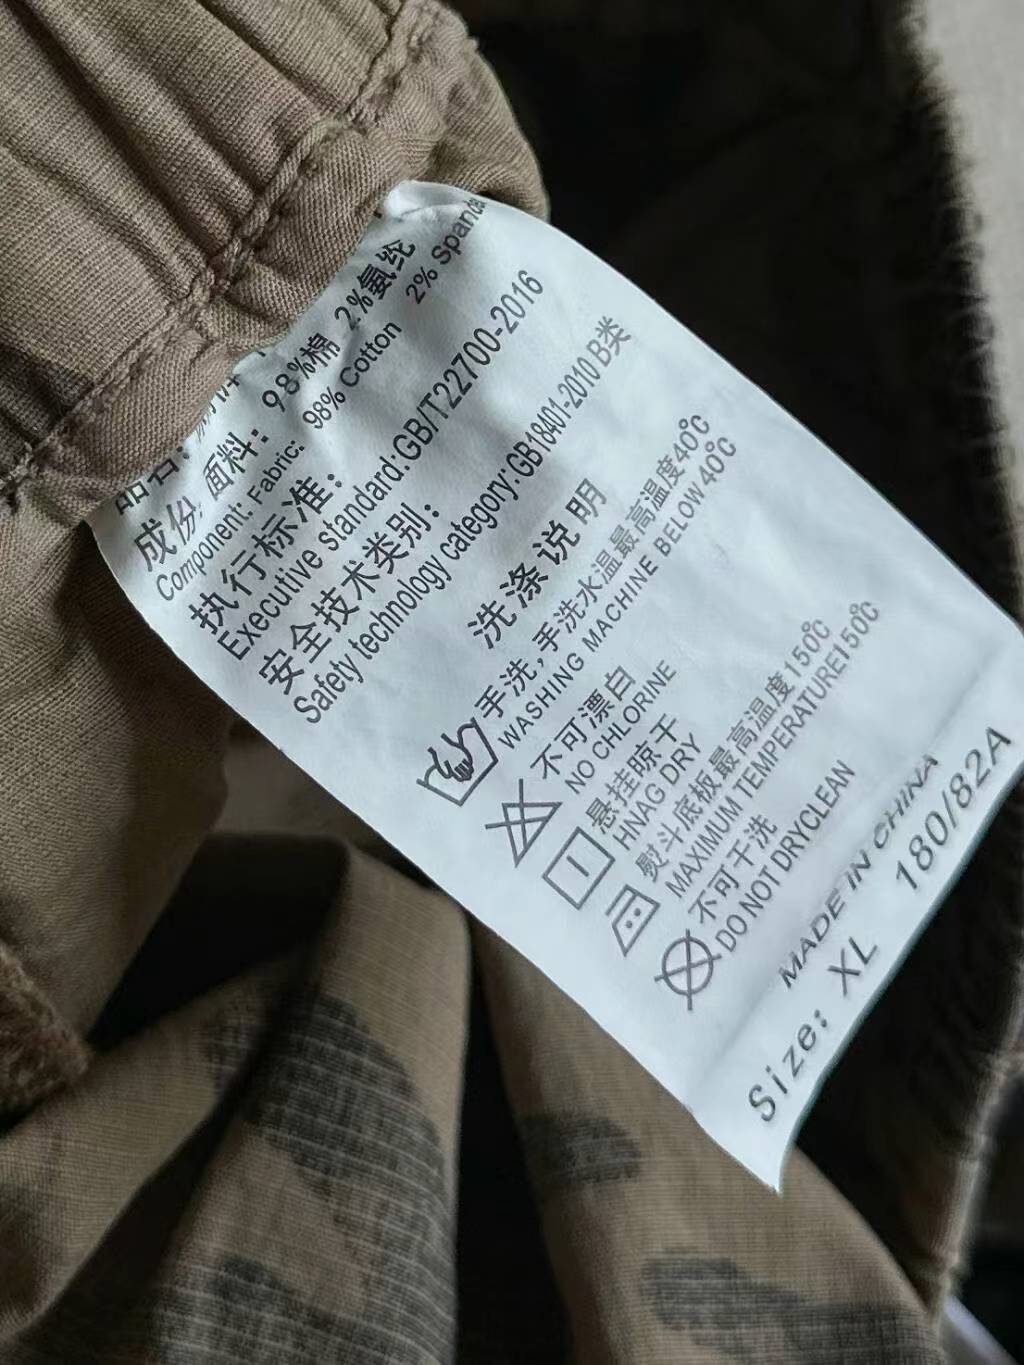 品名：
成份: 面料： 98%棉 2%氨纶
Component: Fabric: 98% Cotton 2%
执行标准：
Executive standard:GB/T22700-2016
安全技术类别：
Safety technology category:GB18401-2010 B类
洗涤说明
手洗,手洗水温最高温度40℃
WASHING MACHINE BELOW 40℃
不可漂白
NO CHLORINE
悬挂晾干
HNAG DRY
熨斗底板最高温度150℃
MAXIMUM TEMPERATURE150℃
不可干洗
DO NOT DRYCLEAN
MADE IN CHINA
Size: XL 180/82A